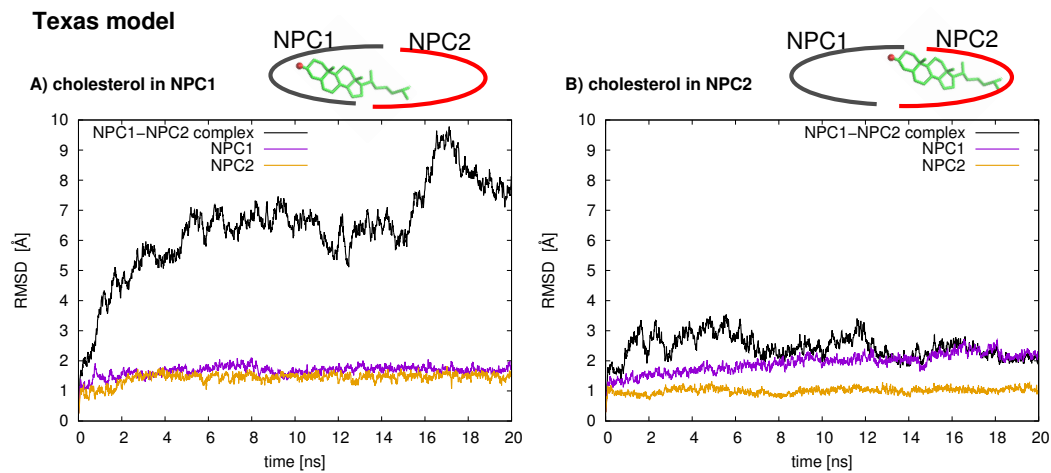 Texas model
NPC1 NPC2
A) cholesterol in NPC1
NPC1−NPC2 complex
NPC1
NPC2
10
9
8
7
6
5
4
3
2
1
0
RMSD [Å]
0 2 4 6 8 10 12 14 16 18 20
time [ns]
NPC1 NPC2
B) cholesterol in NPC2
NPC1−NPC2 complex
NPC1
NPC2
10
9
8
7
6
5
4
3
2
1
0
RMSD [Å]
0 2 4 6 8 10 12 14 16 18 20
time [ns]